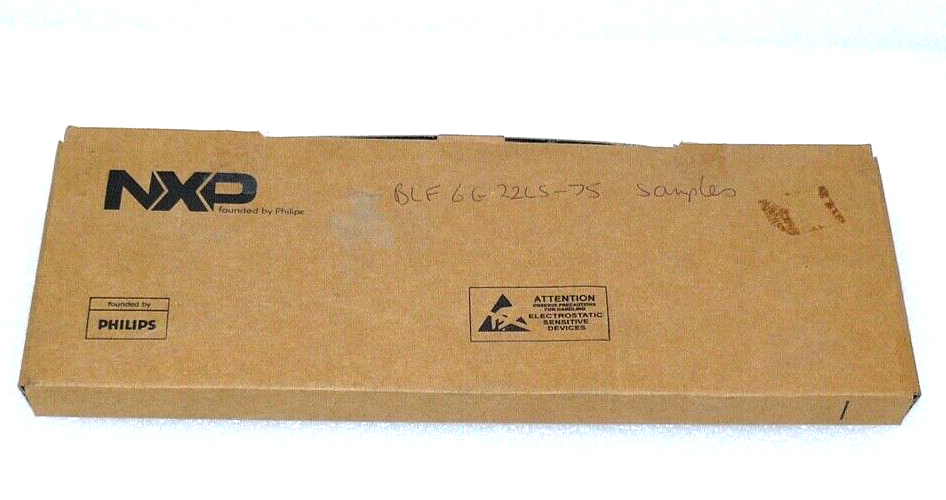 NXP
founded by Philips
BLF 6G 22LS-75 samples
founded by
PHILIPS
ATTENTION
OBSERVE PRECAUTIONS
FOR HANDLING
ELECTROSTATIC
SENSITIVE
DEVICES